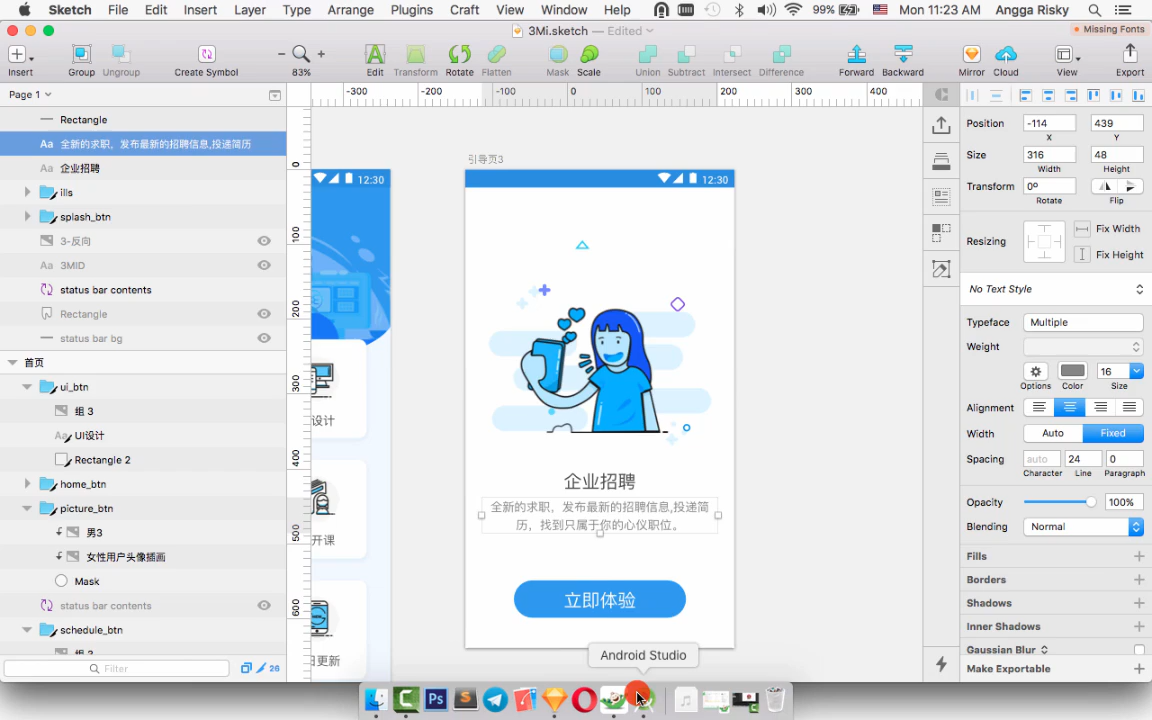 Sketch File Edit Insert Layer Type Arrange Plugins Craft View Window Help 99% Mon 11:23 AM Angga Risky
3Mi.sketch — Edited
Missing Fonts
Insert Group Ungroup Create Symbol 83% Edit Transform Rotate Flatten Mask Scale Union Subtract Intersect Difference Forward Backward Mirror Cloud View Export
Page 1
-300 -200 -100 0 100 200 300 400
Rectangle
Aa 全新的求职，发布最新的招聘信息,投递简历
Aa 企业招聘
ills
splash_btn
3-反向
Aa 3MID
status bar contents
Rectangle
status bar bg
首页
ui_btn
组 3
Aa UI设计
Rectangle 2
home_btn
picture_btn
男3
女性用户头像插画
Mask
status bar contents
schedule_btn
组 2
Filter
26
0
100
200
300
400
500
600
12:30
设计
开课
日更新
引导页3
12:30
企业招聘
全新的求职，发布最新的招聘信息,投递简
历，找到只属于你的心仪职位。
立即体验
Android Studio
Ps
Position -114 439
X Y
Size 316 48
Width Height
Transform 0º
Rotate Flip
Resizing Fix Width
Fix Height
No Text Style
Typeface Multiple
Weight
16
Options Color Size
Alignment
Width Auto Fixed
Spacing auto 24 0
Character Line Paragraph
Opacity 100%
Blending Normal
Fills
Borders
Shadows
Inner Shadows
Gaussian Blur
Make Exportable